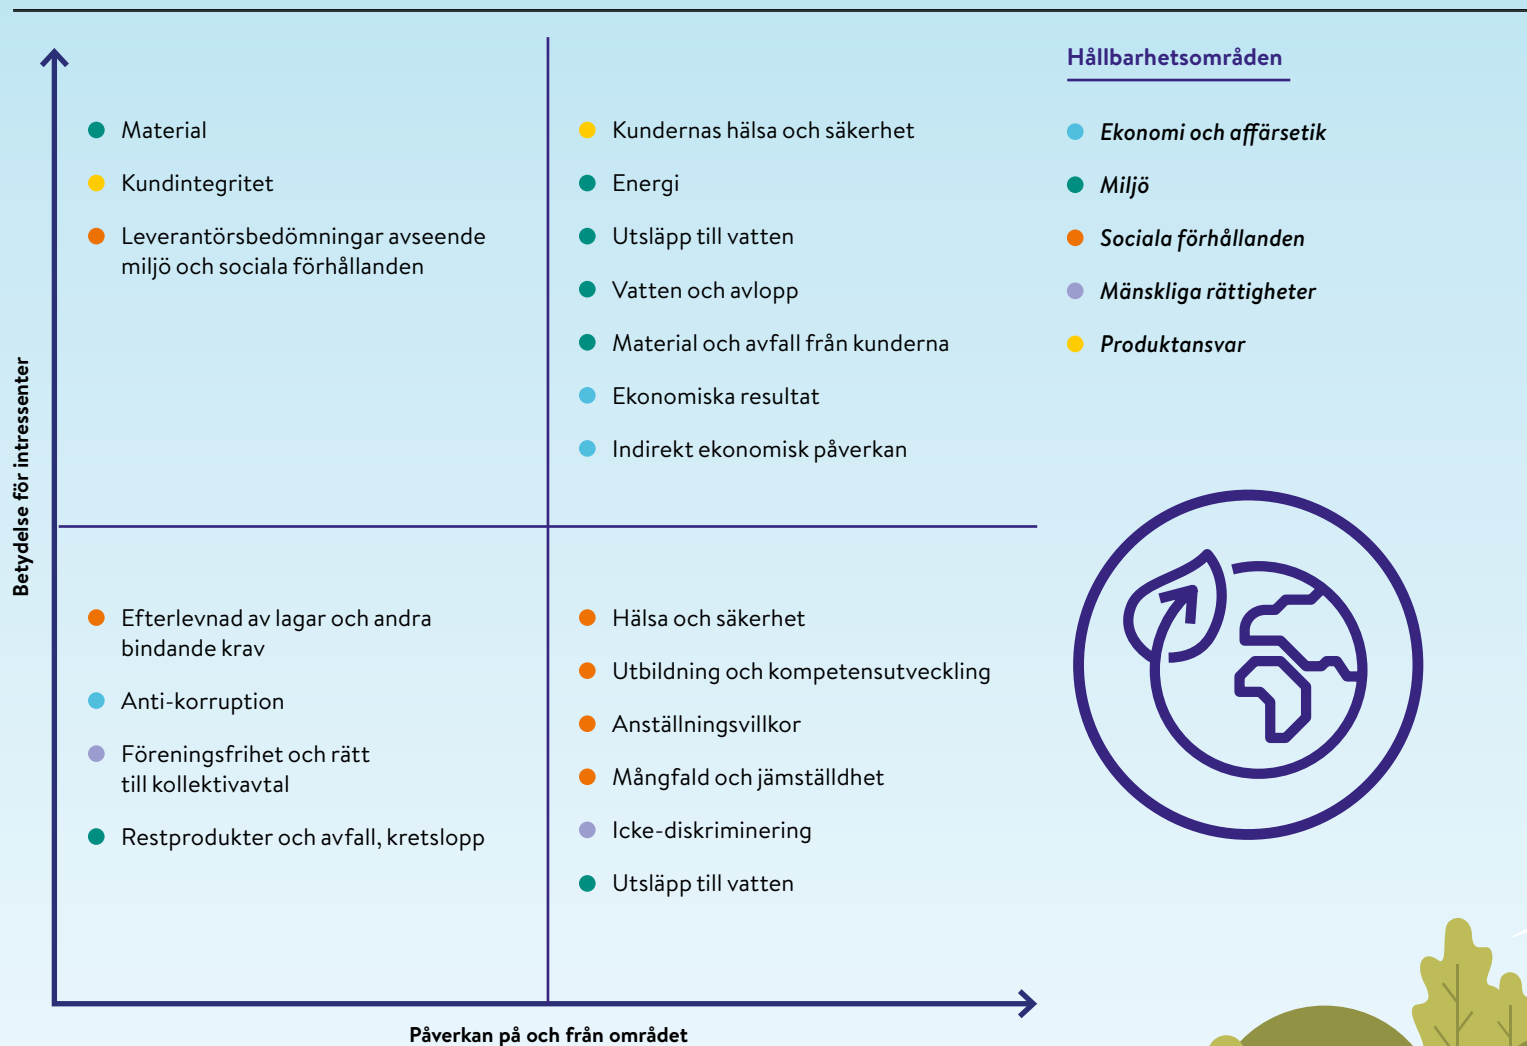 Betydelse för intressenter
Material
Kundintegritet
Leverantörsbedömningar avseende
miljö och sociala förhållanden
Kundernas hälsa och säkerhet
Energi
Utsläpp till vatten
Vatten och avlopp
Material och avfall från kunderna
Ekonomiska resultat
Indirekt ekonomisk påverkan
Efterlevnad av lagar och andra
bindande krav
Anti-korruption
Föreningsfrihet och rätt
till kollektivavtal
Restprodukter och avfall, kretslopp
Hälsa och säkerhet
Utbildning och kompetensutveckling
Anställningsvillkor
Mångfald och jämställdhet
Icke-diskriminering
Utsläpp till vatten
Påverkan på och från området
Hållbarhetsområden
Ekonomi och affärsetik
Miljö
Sociala förhållanden
Mänskliga rättigheter
Produktansvar